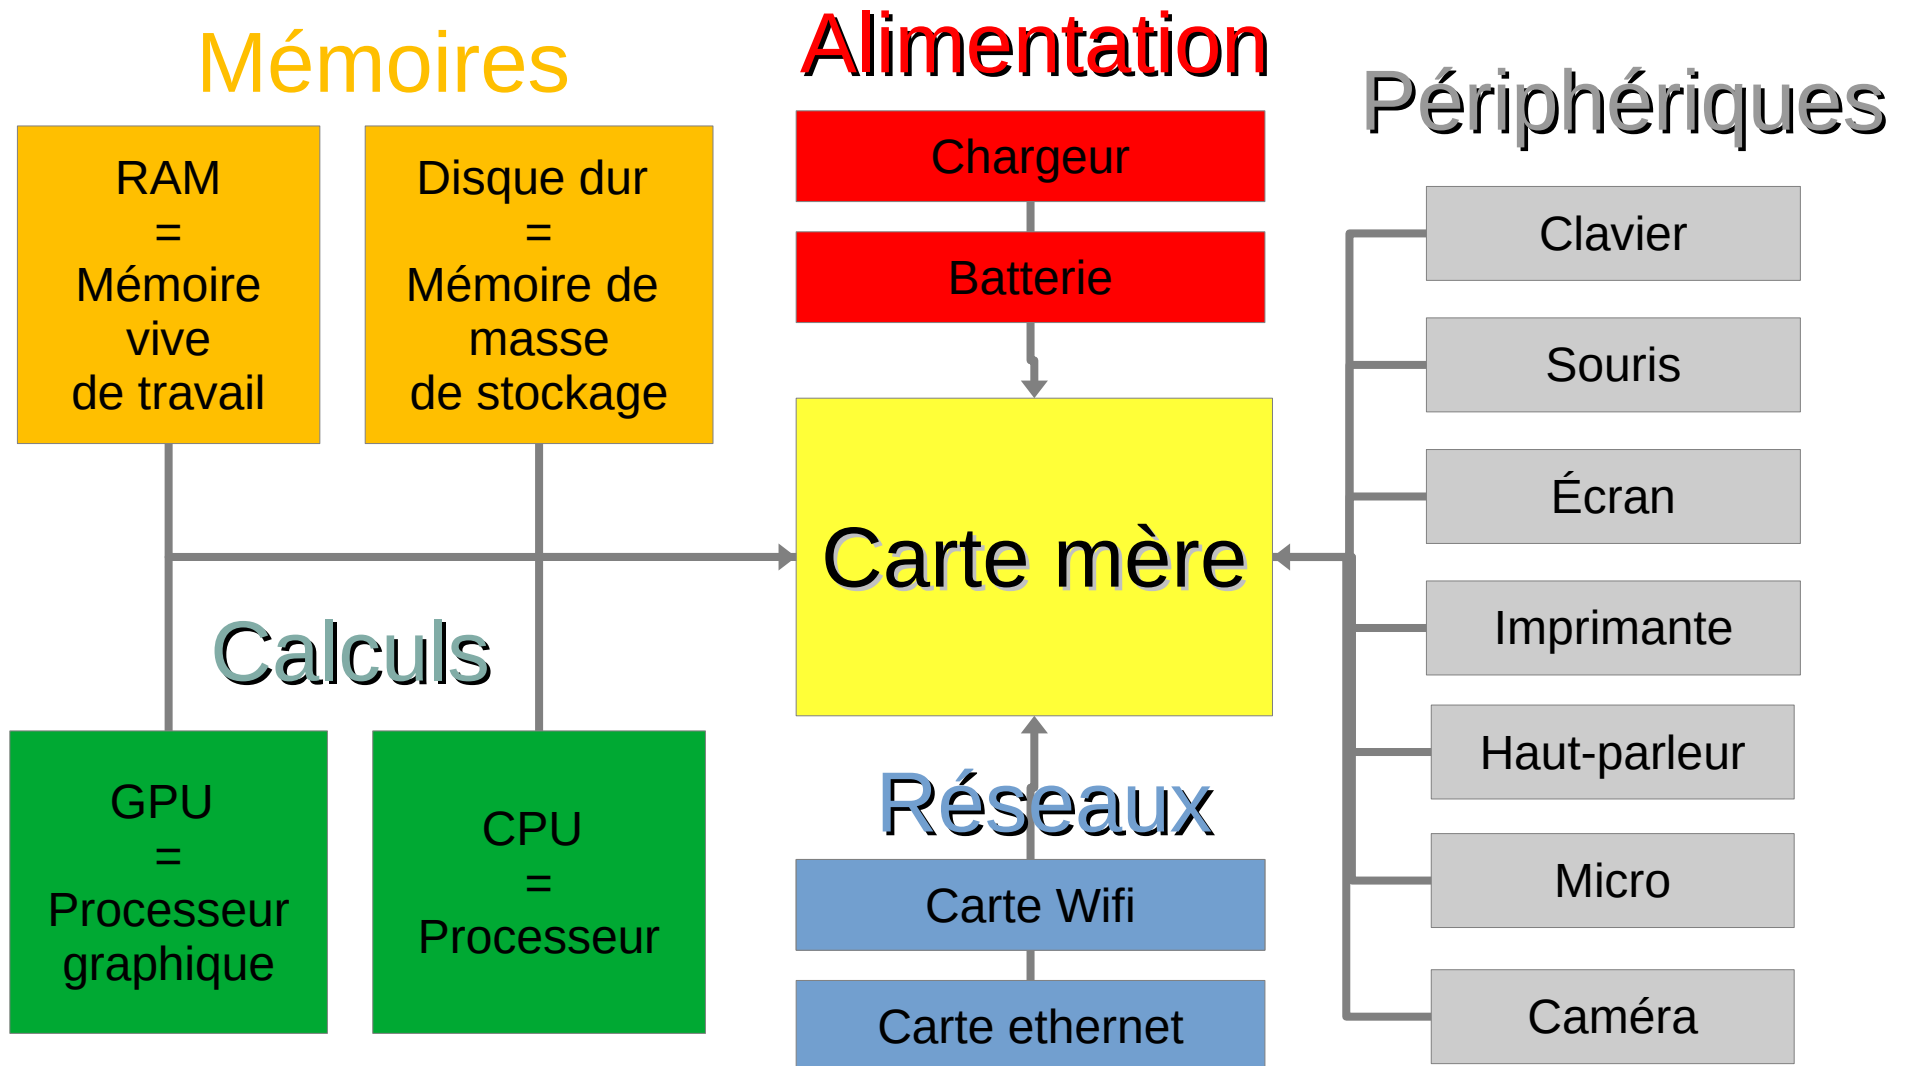 Mémoires
RAM
=
Mémoire
vive
de travail
Disque dur
=
Mémoire de
masse
de stockage
Calculs
GPU
=
Processeur
graphique
CPU
=
Processeur
Alimentation
Chargeur
Batterie
Carte mère
Réseaux
Carte Wifi
Carte ethernet
Périphériques
Clavier
Souris
Écran
Imprimante
Haut-parleur
Micro
Caméra